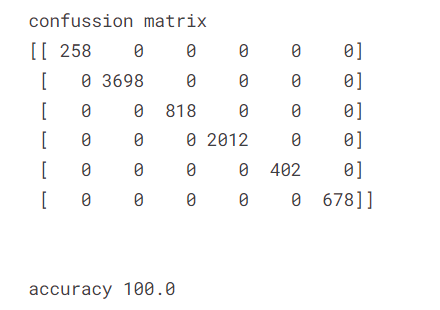 confussion matrix
[[ 258 0 0 0 0 0]
[ 0 3698 0 0 0 0]
[ 0 0 818 0 0 0]
[ 0 0 0 2012 0 0]
[ 0 0 0 0 402 0]
[ 0 0 0 0 0 678]]
accuracy 100.0